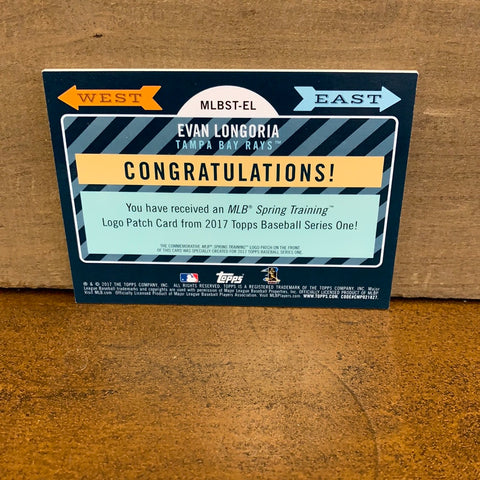 WEST
MLBST-EL
EAST
EVAN LONGORIA
TAMPA BAY RAYS™
CONGRATULATIONS!
You have received an MLB® Spring Training™
Logo Patch Card from 2017 Topps Baseball Series One!
THE COMMEMORATIVE MLB® SPRING TRAINING™ LOGO PATCH ON THE FRONT
OF THIS CARD WAS SPECIALLY CREATED FOR 2017 TOPPS BASEBALL SERIES ONE.
Topps
® & © 2017 THE TOPPS COMPANY, INC. ALL RIGHTS RESERVED. TOPPS IS A REGISTERED TRADEMARK OF THE TOPPS COMPANY, INC. Major
League Baseball trademarks and copyrights are used with permission of Major League Baseball Properties, Inc. OFFICIALLY LICENSED PRODUCT OF MLBP.
Visit MLB.com. Officially Licensed Product of Major League Baseball Players Association. Visit MLBPlayers.com. WWW.TOPPS.COM. CODE#CMP021827.